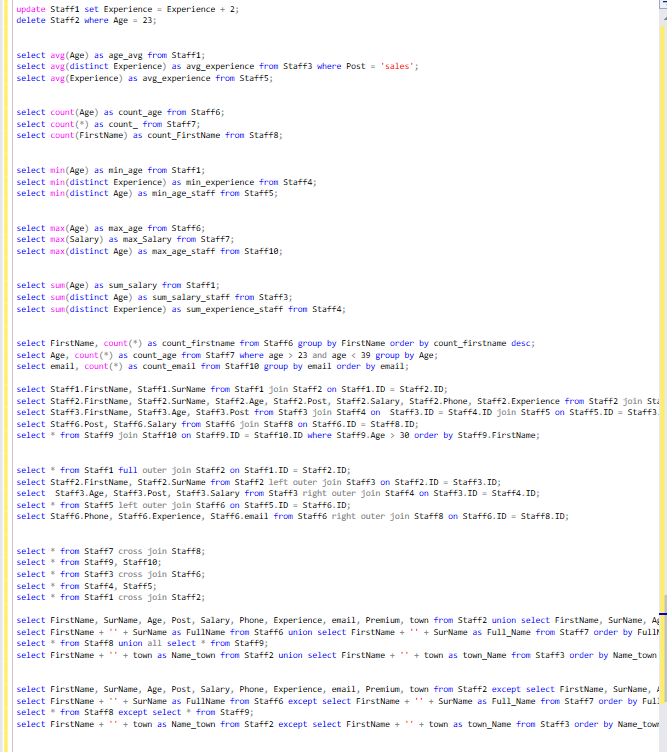 update Staff1 set Experience = Experience + 2;
delete Staff2 where Age = 23;
select avg(Age) as age_avg from Staff1;
select avg(distinct Experience) as avg_experience from Staff3 where Post = 'sales';
select avg(Experience) as avg_experience from Staff5;
select count(Age) as count_age from Staff6;
select count(*) as count_ from Staff7;
select count(FirstName) as count_FirstName from Staff8;
select min(Age) as min_age from Staff1;
select min(distinct Experience) as min_experience from Staff4;
select min(distinct Age) as min_age_staff from Staff5;
select max(Age) as max_age from Staff6;
select max(Salary) as max_Salary from Staff7;
select max(distinct Age) as max_age_staff from Staff10;
select sum(Age) as sum_salary from Staff1;
select sum(distinct Age) as sum_salary_staff from Staff3;
select sum(distinct Experience) as sum_experience_staff from Staff4;
select FirstName, count(*) as count_firstname from Staff6 group by FirstName order by count_firstname desc;
select Age, count(*) as count_age from Staff7 where age > 23 and age < 39 group by Age;
select email, count(*) as count_email from Staff10 group by email order by email;
select Staff1.FirstName, Staff1.SurName from Staff1 join Staff2 on Staff1.ID = Staff2.ID;
select Staff2.FirstName, Staff2.SurName, Staff2.Age, Staff2.Post, Staff2.Salary, Staff2.Phone, Staff2.Experience from Staff2 join Sta
select Staff3.FirstName, Staff3.Age, Staff3.Post from Staff3 join Staff4 on  Staff3.ID = Staff4.ID join Staff5 on Staff5.ID = Staff3.
select Staff6.Post, Staff6.Salary from Staff6 join Staff8 on Staff6.ID = Staff8.ID;
select * from Staff9 join Staff10 on Staff9.ID = Staff10.ID where Staff9.Age > 30 order by Staff9.FirstName;
select * from Staff1 full outer join Staff2 on Staff1.ID = Staff2.ID;
select Staff2.FirstName, Staff2.SurName from Staff2 left outer join Staff3 on Staff2.ID = Staff3.ID;
select  Staff3.Age, Staff3.Post, Staff3.Salary from Staff3 right outer join Staff4 on Staff3.ID = Staff4.ID;
select * from Staff5 left outer join Staff6 on Staff5.ID = Staff6.ID;
select Staff6.Phone, Staff6.Experience, Staff6.email from Staff6 right outer join Staff8 on Staff6.ID = Staff8.ID;
select * from Staff7 cross join Staff8;
select * from Staff9, Staff10;
select * from Staff3 cross join Staff6;
select * from Staff4, Staff5;
select * from Staff1 cross join Staff2;
select FirstName, SurName, Age, Post, Salary, Phone, Experience, email, Premium, town from Staff2 union select FirstName, SurName, Ag
select FirstName + '' + SurName as FullName from Staff6 union select FirstName + '' + SurName as Full_Name from Staff7 order by Full
select * from Staff8 union all select * from Staff9;
select FirstName + '' + town as Name_town from Staff2 union select FirstName + '' + town as town_Name from Staff3 order by Name_town
select FirstName, SurName, Age, Post, Salary, Phone, Experience, email, Premium, town from Staff2 except select FirstName, SurName,
select FirstName + '' + SurName as FullName from Staff6 except select FirstName + '' + SurName as Full_Name from Staff7 order by Ful
select * from Staff8 except select * from Staff9;
select FirstName + '' + town as Name_town from Staff2 except select FirstName + '' + town as town_Name from Staff3 order by Name_town